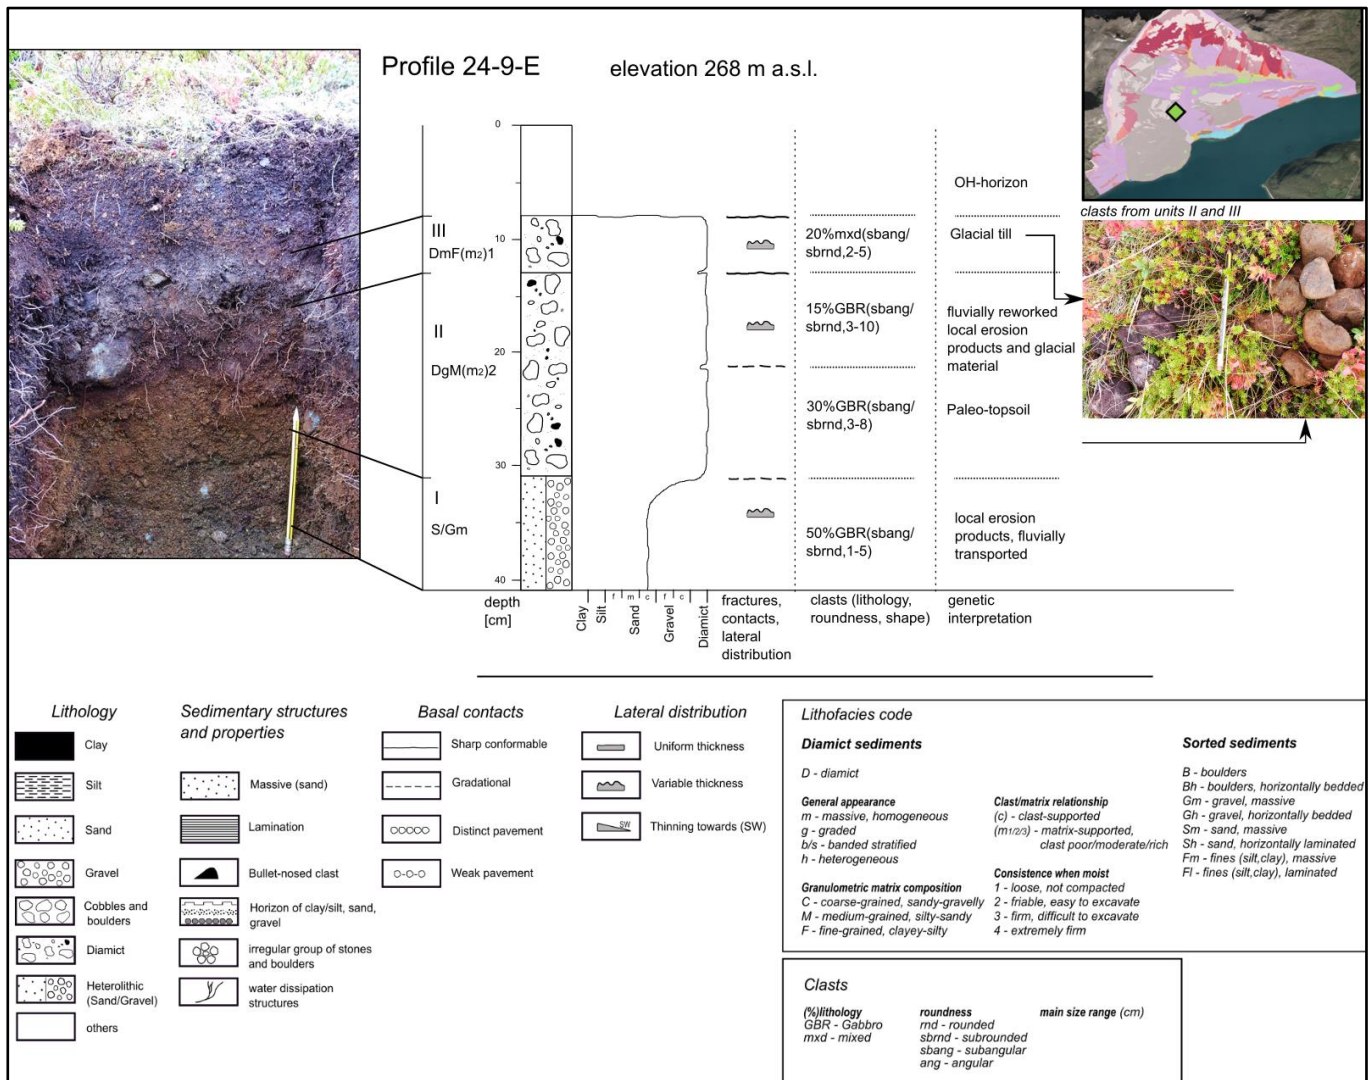 Profile 24-9-E
elevation 268 m a.s.l.
clasts from units II and III
0
10
20
30
40
depth
[cm]
III
DmF(m2)1
II
DgM(m2)2
I
S/Gm
Clay
Silt
f
m
c
Sand
f
c
Gravel
Diamict
20%mxd(sbang/
sbrnd,2-5)
15%GBR(sbang/
sbrnd,3-10)
30%GBR(sbang/
sbrnd,3-8)
50%GBR(sbang/
sbrnd,1-5)
OH-horizon
Glacial till
fluvially reworked
local erosion
products and glacial
material
Paleo-topsoil
local erosion
products, fluvially
transported
fractures,
contacts,
lateral
distribution
clasts (lithology,
roundness, shape)
genetic
interpretation
Lithology
Clay
Silt
Sand
Gravel
Cobbles and
boulders
Diamict
Heterolithic
(Sand/Gravel)
others
Sedimentary structures
and properties
Massive (sand)
Lamination
Bullet-nosed clast
Horizon of clay/silt, sand,
gravel
irregular group of stones
and boulders
water dissipation
structures
Basal contacts
Sharp conformable
Gradational
Distinct pavement
Weak pavement
Lateral distribution
Uniform thickness
Variable thickness
SW
Thinning towards (SW)
Lithofacies code
Diamict sediments
D - diamict
General appearance
m - massive, homogeneous
g - graded
b/s - banded stratified
h - heterogeneous
Granulometric matrix composition
C - coarse-grained, sandy-gravelly
M - medium-grained, silty-sandy
F - fine-grained, clayey-silty
Clast/matrix relationship
(c) - clast-supported
(m1/2/3) - matrix-supported,
clast poor/moderate/rich
Consistence when moist
1 - loose, not compacted
2 - friable, easy to excavate
3 - firm, difficult to excavate
4 - extremely firm
Sorted sediments
B - boulders
Bh - boulders, horizontally bedded
Gm - gravel, massive
Gh - gravel, horizontally bedded
Sm - sand, massive
Sh - sand, horizontally laminated
Fm - fines (silt,clay), massive
Fl - fines (silt,clay), laminated
Clasts
(%)lithology
GBR - Gabbro
mxd - mixed
roundness
rnd - rounded
sbrnd - subrounded
sbang - subangular
ang - angular
main size range (cm)